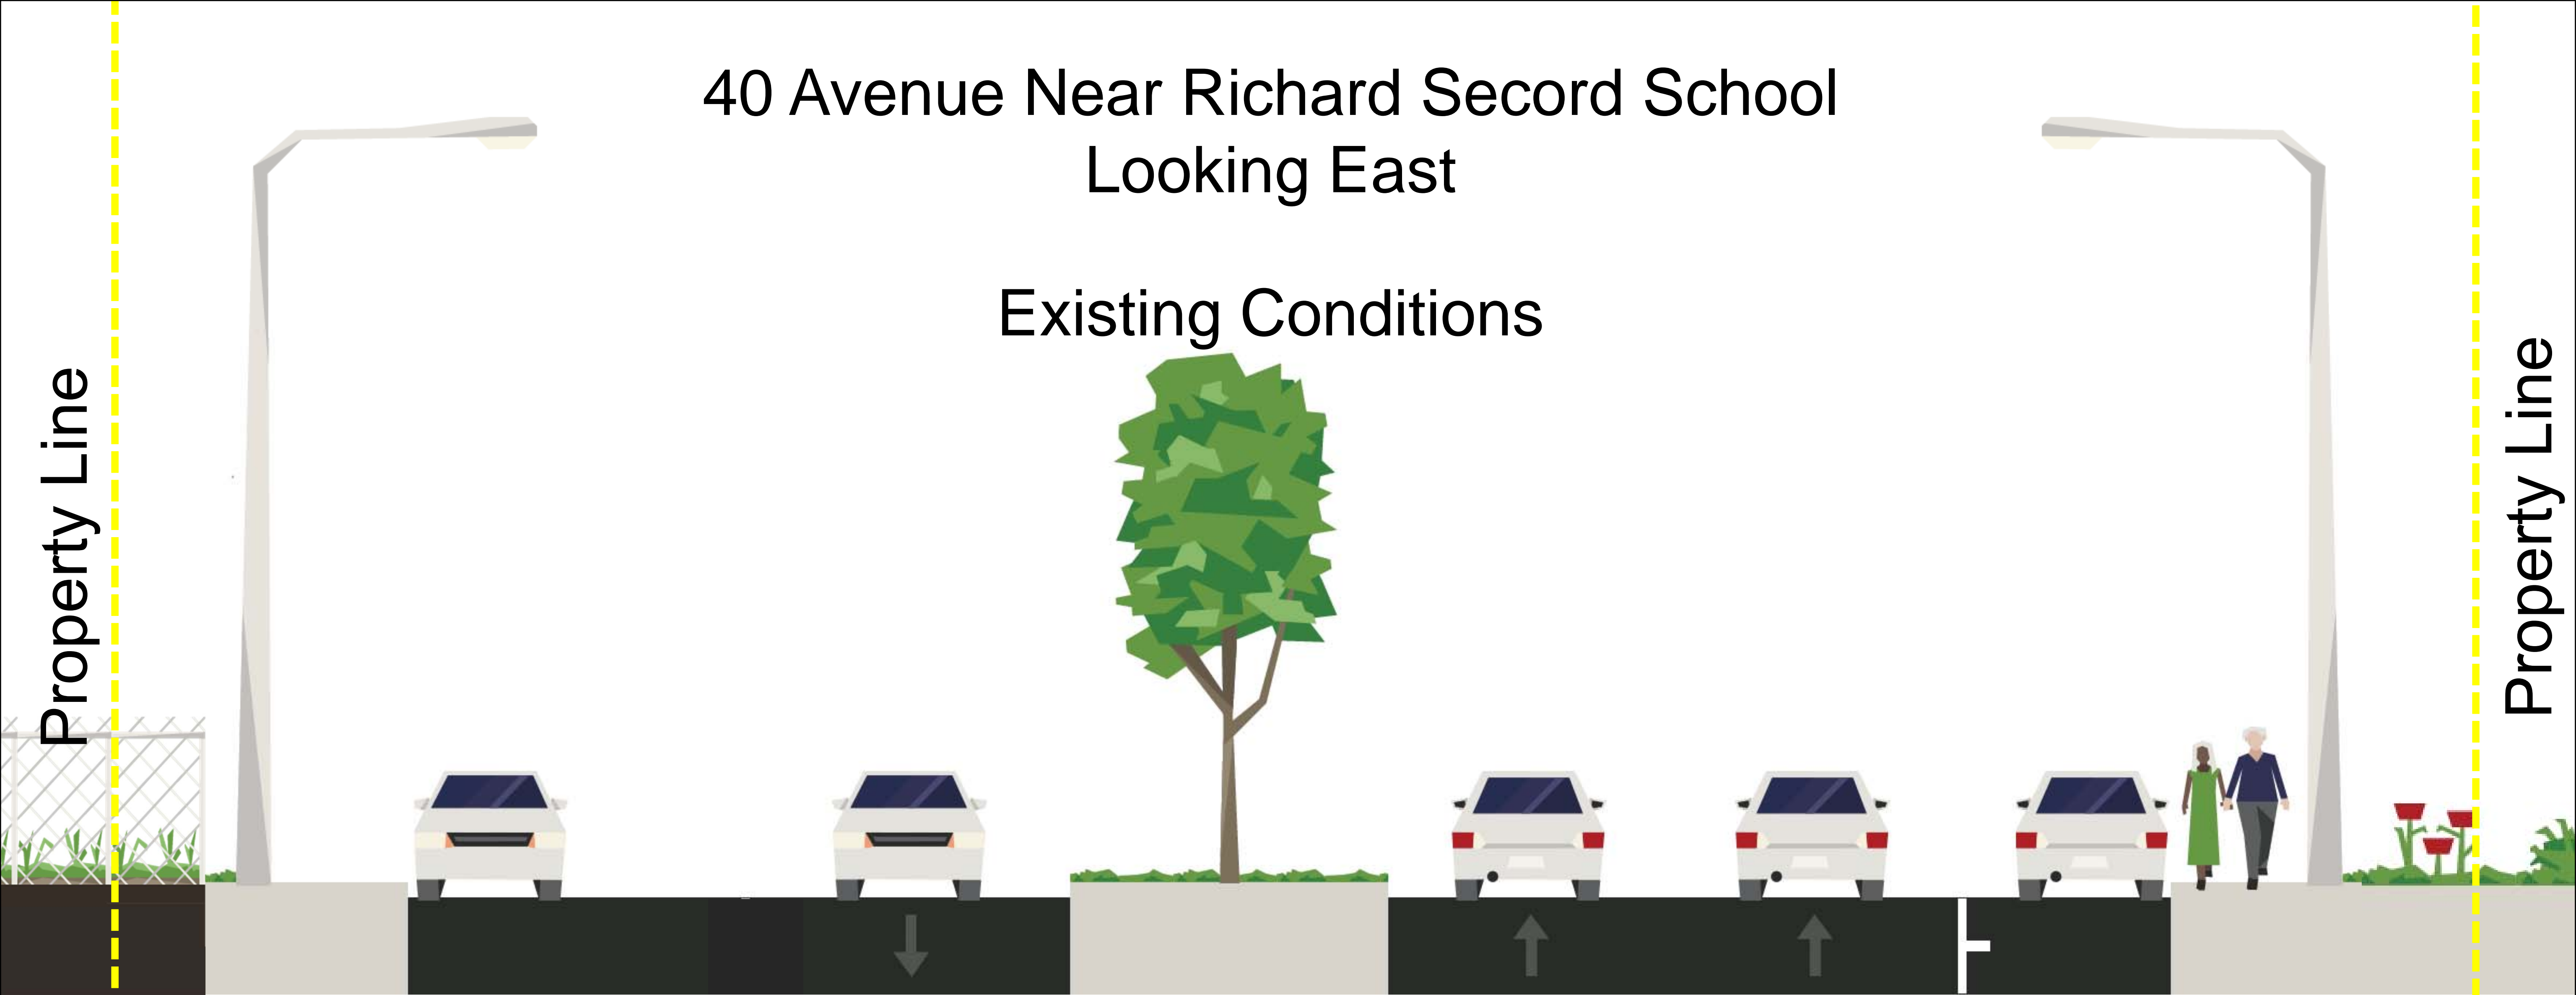 40 Avenue Near Richard Secord School
Looking East
Existing Conditions
Property Line
Property Line